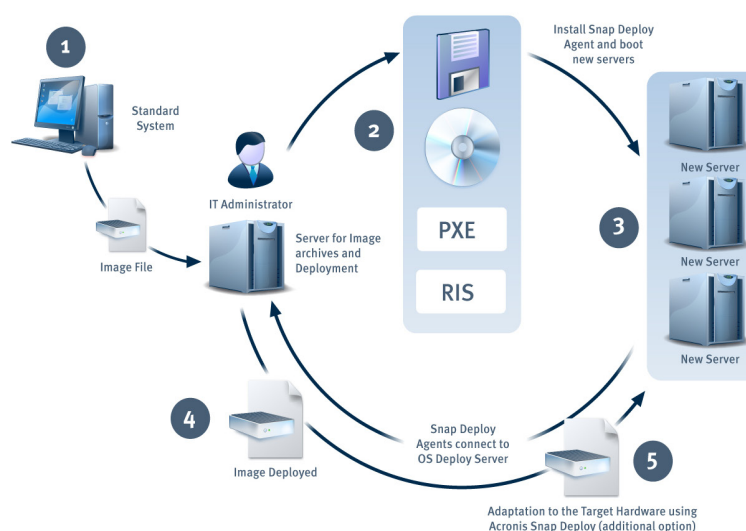 1
Standard
System
Image File
IT Administrator
Server for Image
archives and
Deployment
2
PXE
RIS
Install Snap Deploy
Agent and boot
new servers
3
New Server
New Server
New Server
4
Image Deployed
Snap Deploy
Agents connect to
OS Deploy Server
5
Adaptation to the Target Hardware using
Acronis Snap Deploy (additional option)